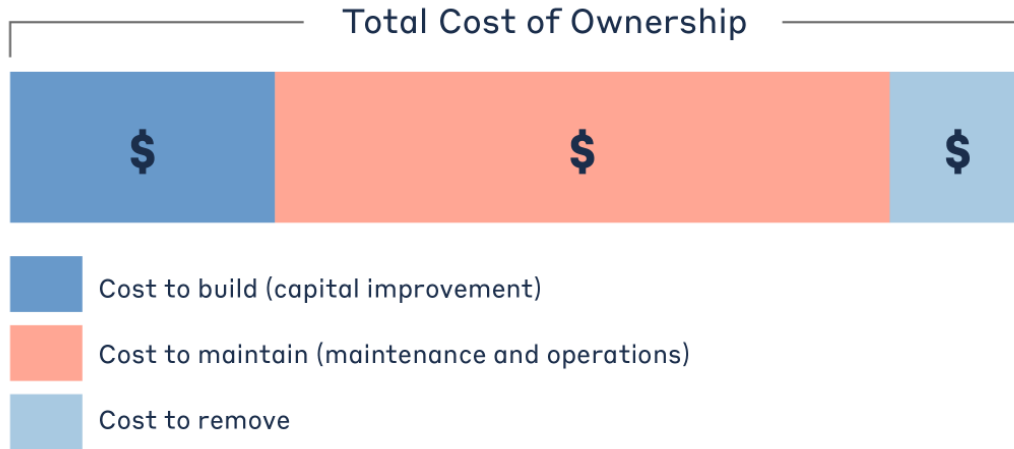 Total Cost of Ownership
$ $ $
Cost to build (capital improvement)
Cost to maintain (maintenance and operations)
Cost to remove